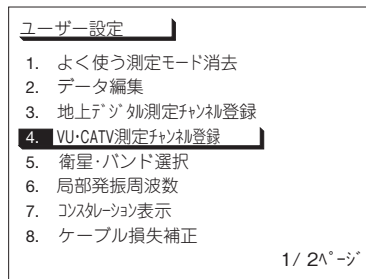 ユーザー設定
1. よく使う測定モード消去
2. データ編集
3. 地上ﾃﾞｼﾞﾀﾙ測定ﾁｬﾝﾈﾙ登録
4. VU･CATV測定ﾁｬﾝﾈﾙ登録
5. 衛星･バンド選択
6. 局部発振周波数
7. ｺﾝｽﾀﾚｰｼｮﾝ表示
8. ケーブル損失補正
1/ 2ﾍﾟｰｼﾞ